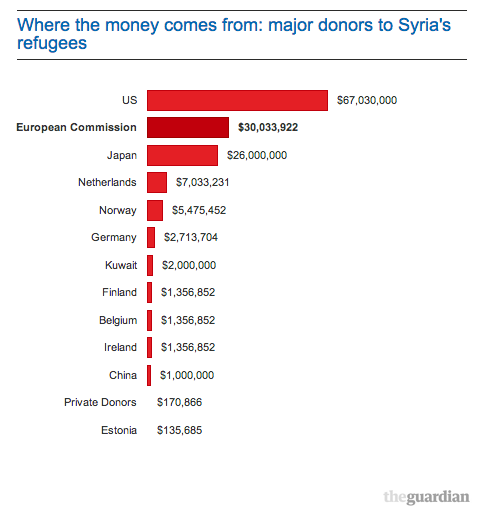 Where the money comes from: major donors to Syria's
refugees
US $67,030,000
European Commission $30,033,922
Japan $26,000,000
Netherlands $7,033,231
Norway $5,475,452
Germany $2,713,704
Kuwait $2,000,000
Finland $1,356,852
Belgium $1,356,852
Ireland $1,356,852
China $1,000,000
Private Donors $170,866
Estonia $135,685
theguardian